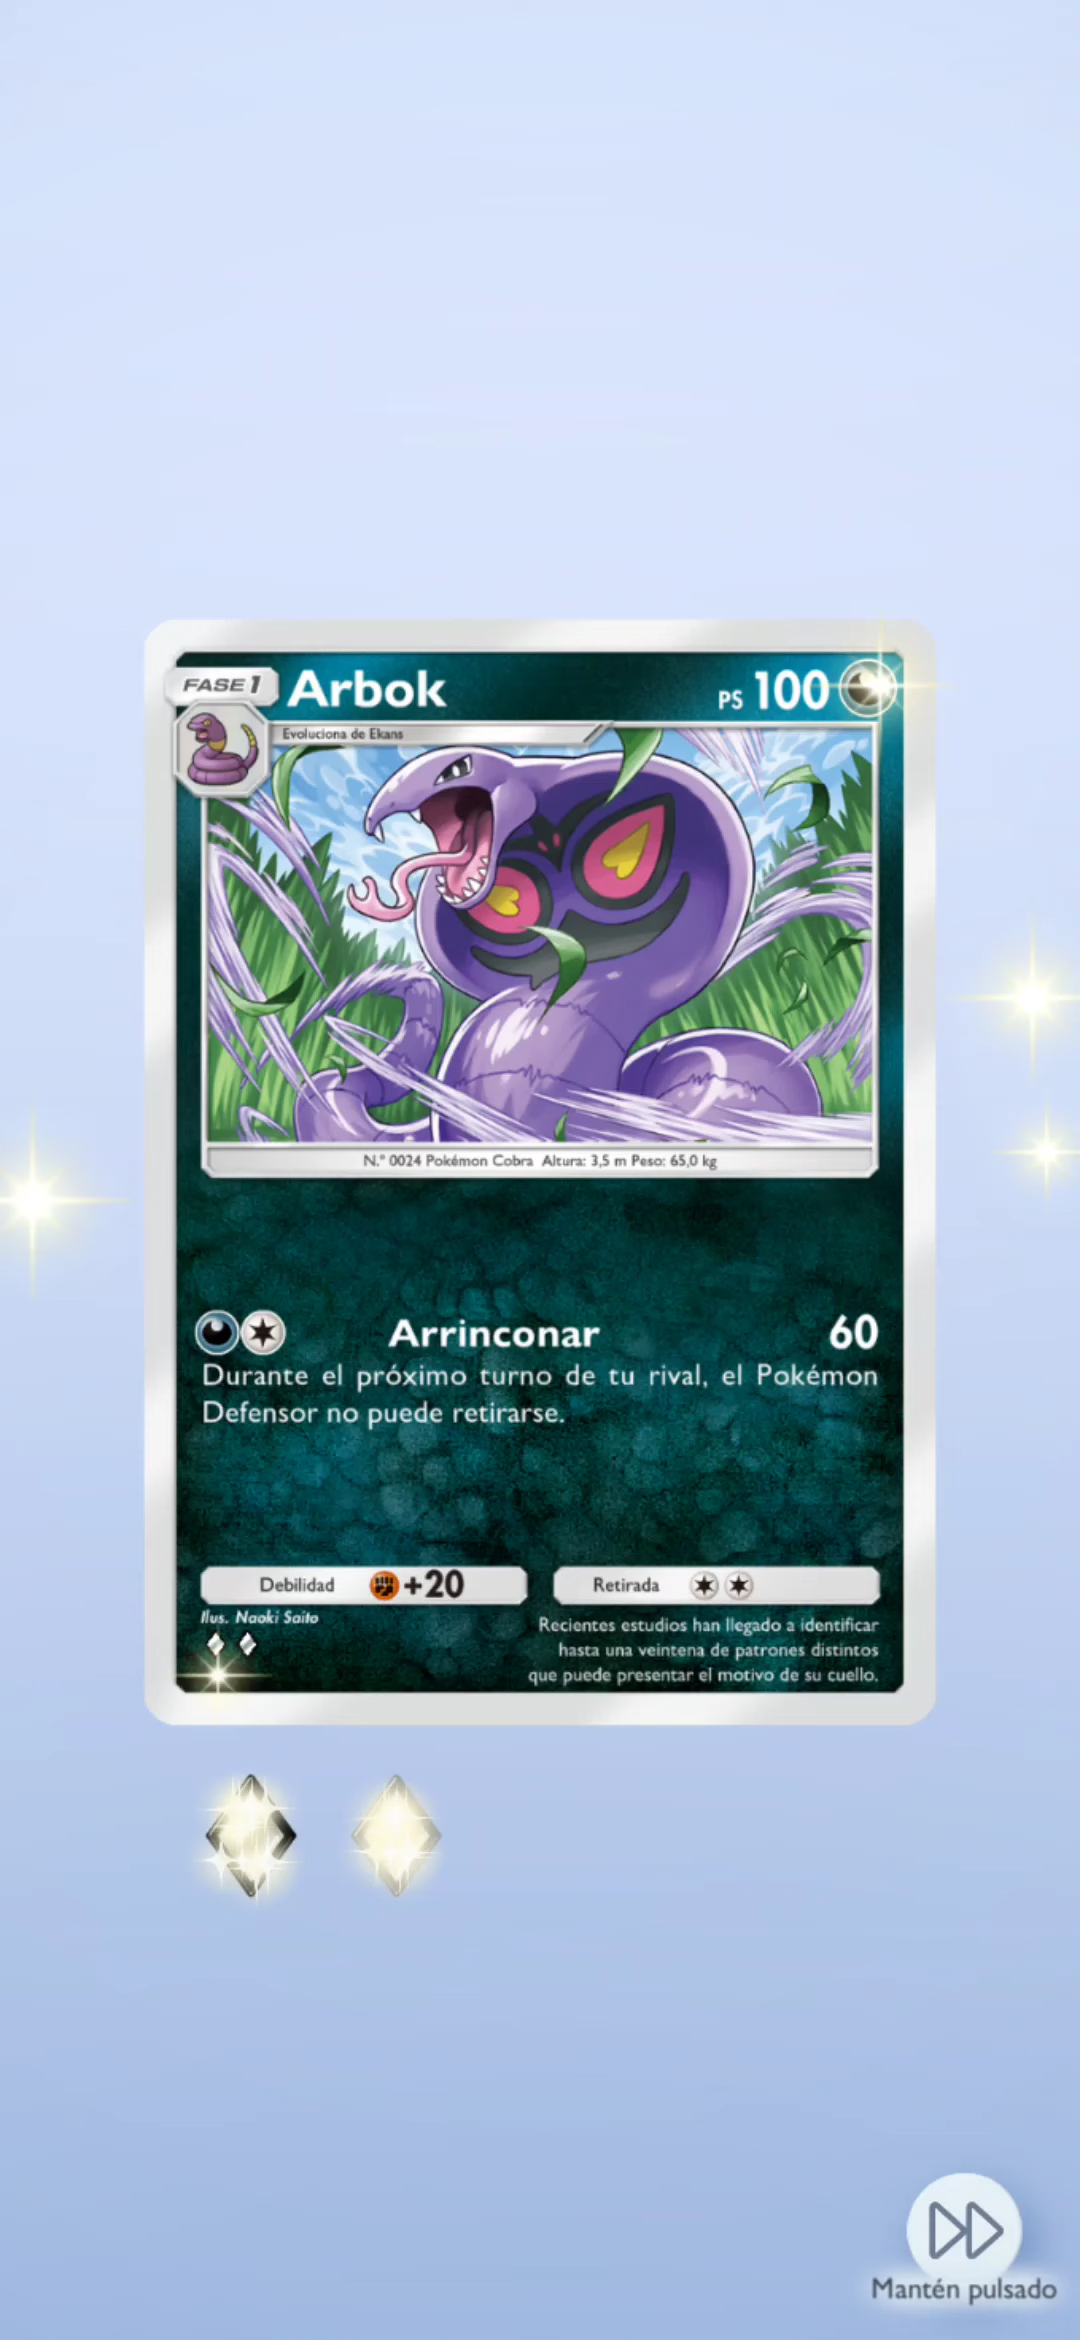 FASE 1 Arbok PS 100
Evoluciona de Ekans
N.° 0024 Pokémon Cobra Altura: 3,5 m Peso: 65,0 kg
Arrinconar 60
Durante el próximo turno de tu rival, el Pokémon
Defensor no puede retirarse.
Debilidad +20 Retirada
Ilus. Naoki Saito
Recientes estudios han llegado a identificar
hasta una veintena de patrones distintos
que puede presentar el motivo de su cuello.
Mantén pulsado